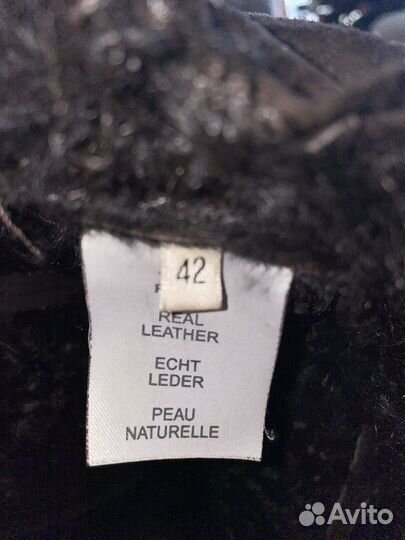 42
REAL
LEATHER
ECHT
LEDER
PEAU
NATURELLE
Avito